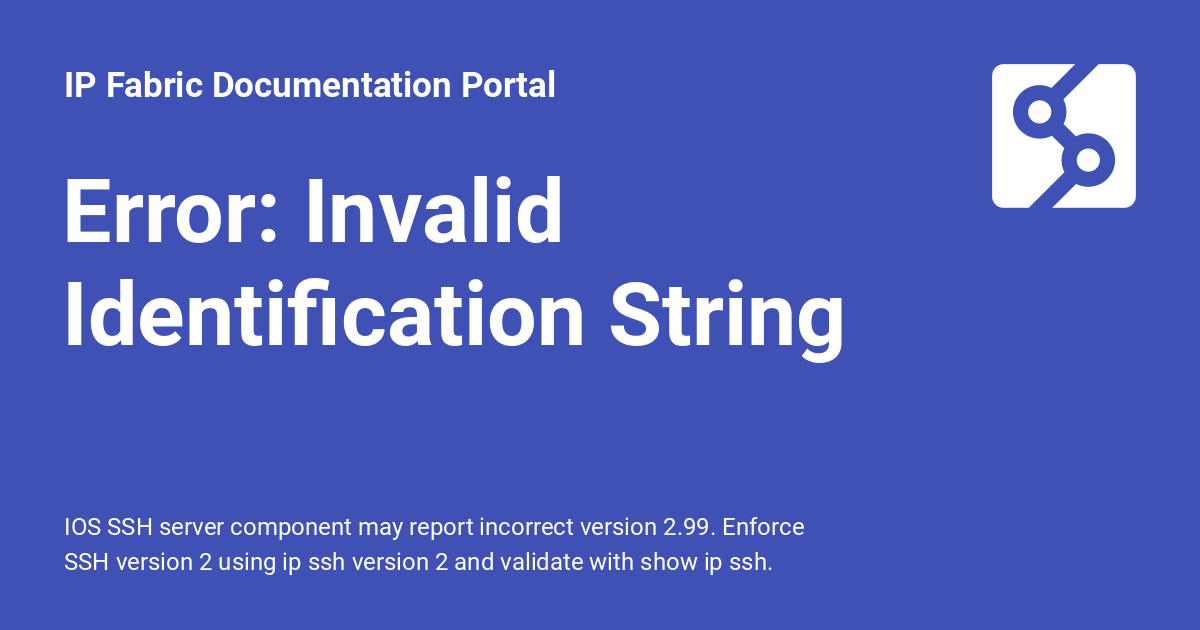 IP Fabric Documentation Portal
Error: Invalid
Identification String
IOS SSH server component may report incorrect version 2.99. Enforce
SSH version 2 using ip ssh version 2 and validate with show ip ssh.